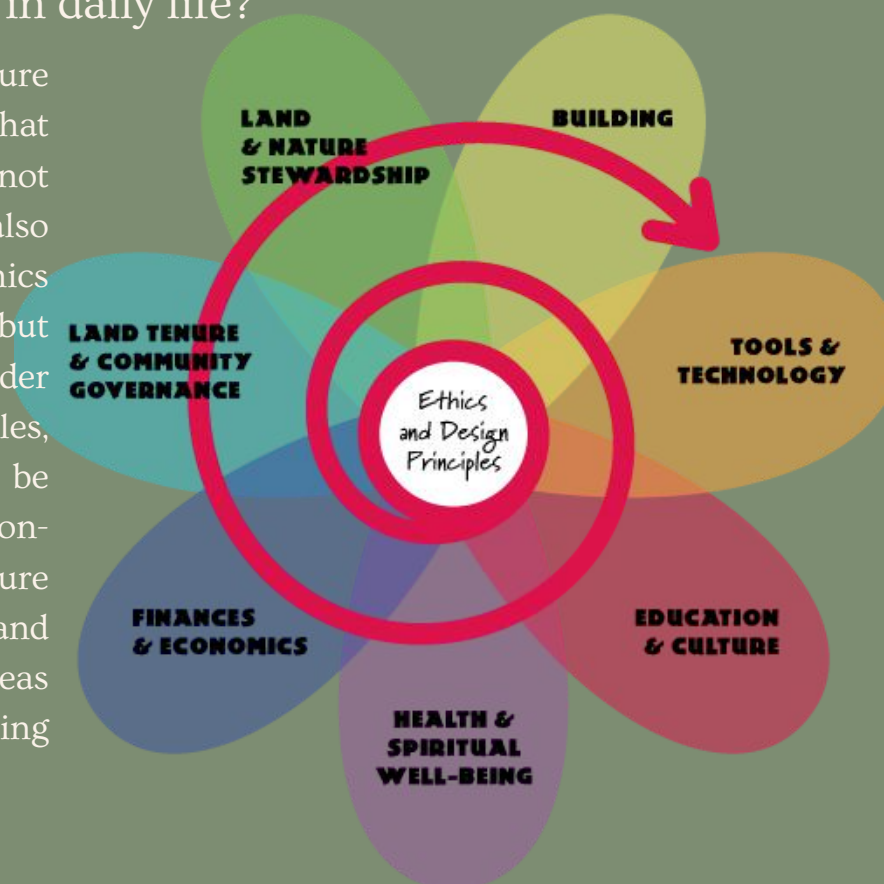 in daily life?
ure
hat
not
lso
nics
but
der
les,
be
on-
ure
and
eas
ing
LAND
& NATURE
STEWARDSHIP
BUILDING
TOOLS &
TECHNOLOGY
EDUCATION
& CULTURE
HEALTH &
SPIRITUAL
WELL-BEING
FINANCES
& ECONOMICS
LAND TENURE
& COMMUNITY
GOVERNANCE
Ethics
and Design
Principles